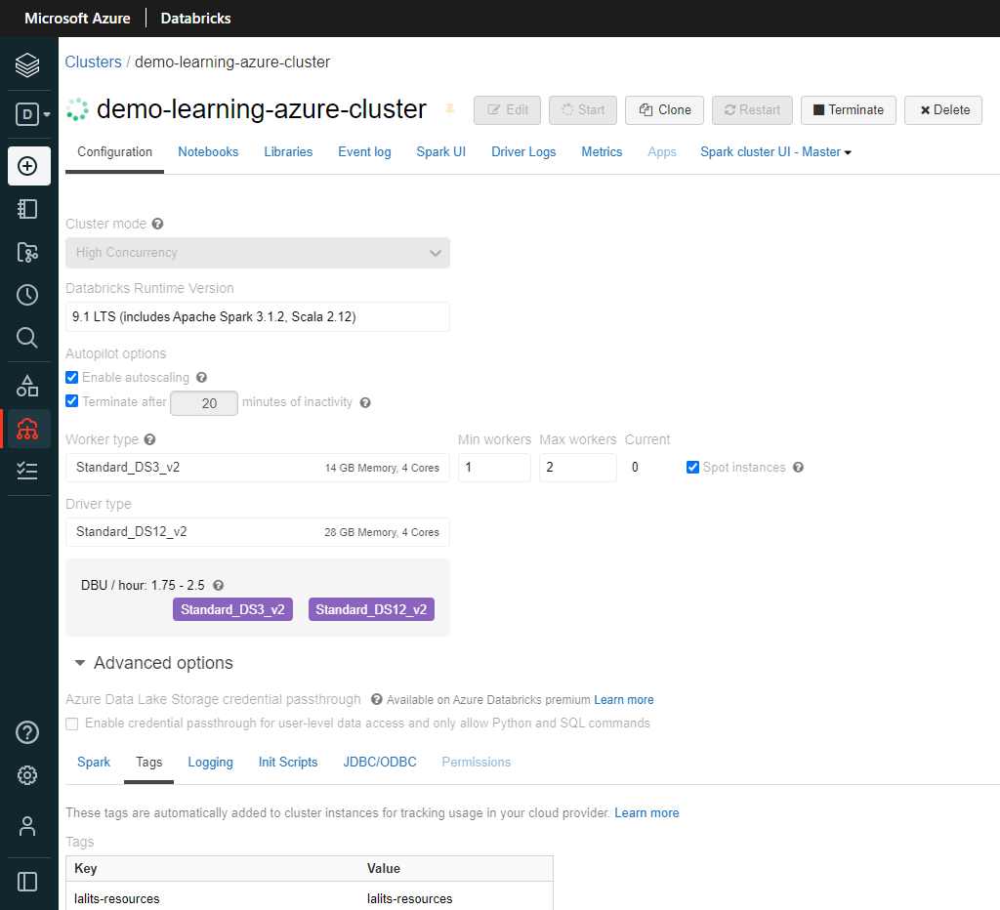 Microsoft Azure Databricks
D
Clusters / demo-learning-azure-cluster
demo-learning-azure-cluster Edit Start Clone Restart Terminate Delete
Configuration Notebooks Libraries Event log Spark UI Driver Logs Metrics Apps Spark cluster UI - Master
Cluster mode
High Concurrency
Databricks Runtime Version
9.1 LTS (includes Apache Spark 3.1.2, Scala 2.12)
Autopilot options
Enable autoscaling
Terminate after 20 minutes of inactivity
Worker type Min workers Max workers Current
Standard_DS3_v2 14 GB Memory, 4 Cores 1 2 0 Spot instances
Driver type
Standard_DS12_v2 28 GB Memory, 4 Cores
DBU / hour: 1.75 - 2.5
Standard_DS3_v2 Standard_DS12_v2
Advanced options
Azure Data Lake Storage credential passthrough Available on Azure Databricks premium Learn more
Enable credential passthrough for user-level data access and only allow Python and SQL commands
Spark Tags Logging Init Scripts JDBC/ODBC Permissions
These tags are automatically added to cluster instances for tracking usage in your cloud provider. Learn more
Tags
Key Value
lalits-resources lalits-resources